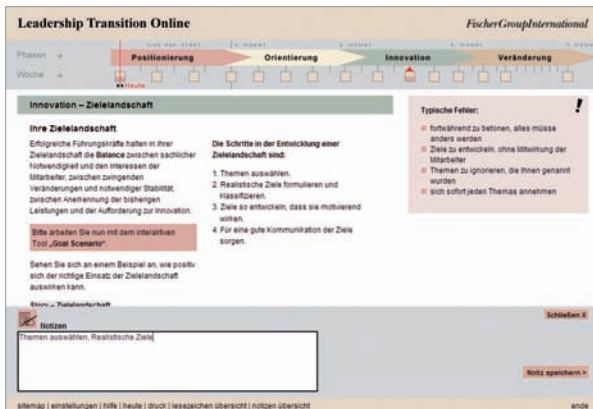 Leadership Transition Online
FischerGroupInternational
Phasen →
Positionierung
Orientierung
Innovation
Veränderung
Woche →
Heute
Innovation – Zielelandschaft
Ihre Zielelandschaft
Erfolgreiche Führungskräfte halten in ihrer
Zielelandschaft die Balance zwischen sachlicher
Notwendigkeit und den Interessen der
Mitarbeiter, zwischen zwingenden
Veränderungen und notwendiger Stabilität,
zwischen Anerkennung der bisherigen
Leistungen und der Aufforderung zur Innovation.
Bitte arbeiten Sie nun mit dem interaktiven
Tool „Goal Scenario“.
Sehen Sie sich an einem Beispiel an, wie positiv
sich der richtige Einsatz der Zielelandschaft
auswirken kann.
Story – Zielelandschaft
Die Schritte in der Entwicklung einer
Zielelandschaft sind:
1. Themen auswählen.
2. Realistische Ziele formulieren und
klassifizieren.
3. Ziele so entwickeln, dass sie motivierend
wirken.
4. Für eine gute Kommunikation der Ziele
sorgen.
Typische Fehler:
!
fortwährend zu betonen, alles müsse
anders werden
Ziele zu entwickeln, ohne Mitwirkung der
Mitarbeiter
Themen zu ignorieren, die Ihnen genannt
wurden
sich sofort jeden Themas annehmen
Notizen
Schließen X
Themen auswählen, Realistische Ziele
Notiz speichern >
sitemap | einstellungen | hilfe | heute | druck | lesezeichen übersicht | notizen übersicht
ende